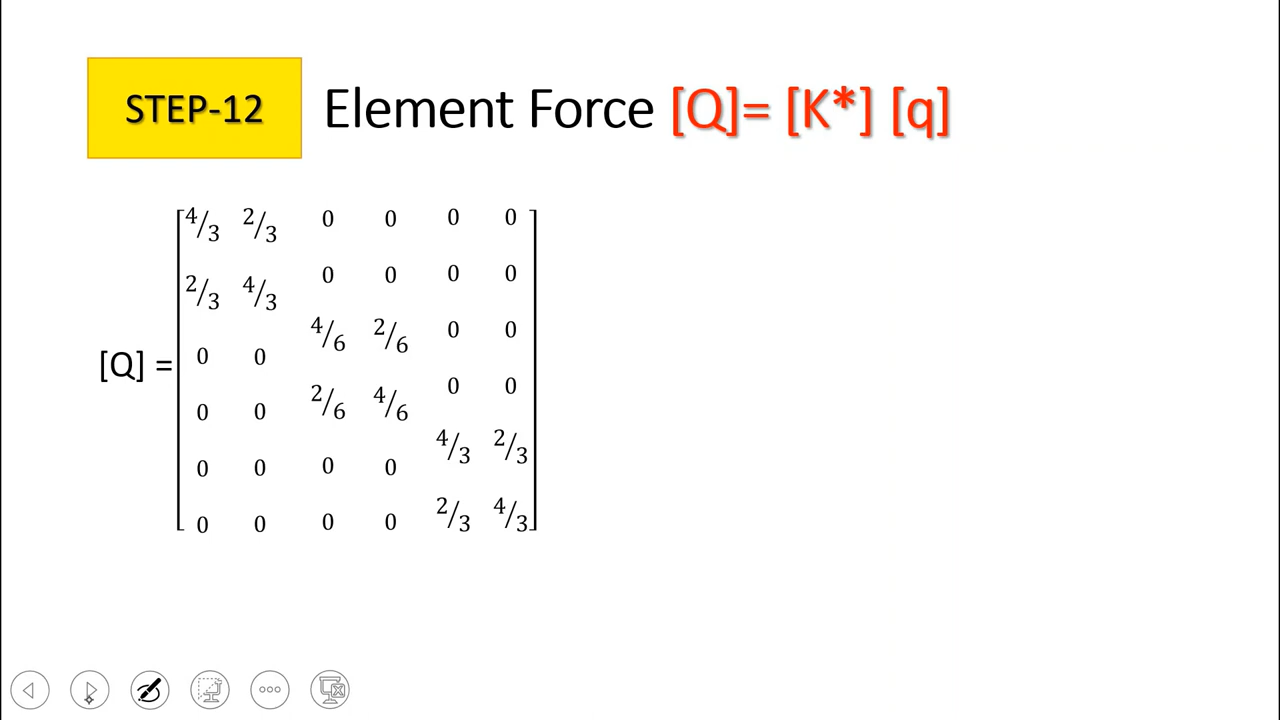 STEP-12
Element Force [Q]= [K*] [q]
4/3 2/3 0 0 0 0
2/3 4/3 0 0 0 0
0 0 4/6 2/6 0 0
[Q] =
0 0 2/6 4/6 0 0
0 0 0 0 4/3 2/3
0 0 0 0 2/3 4/3